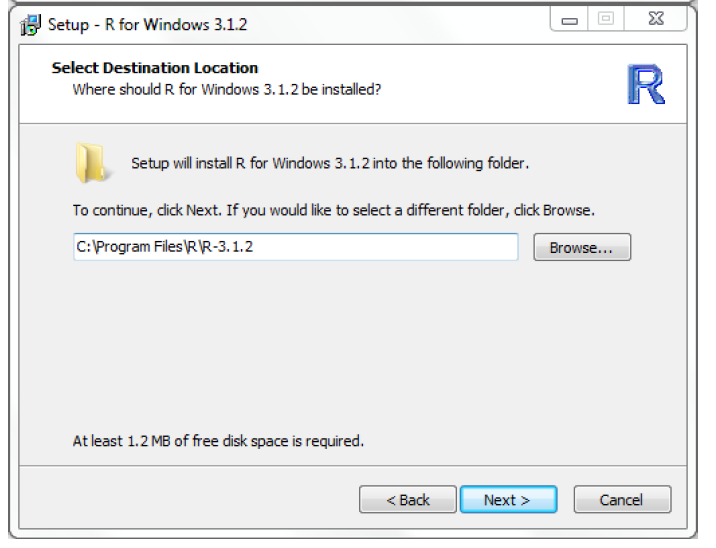 Setup - R for Windows 3.1.2
Select Destination Location
Where should R for Windows 3.1.2 be installed?
R
Setup will install R for Windows 3.1.2 into the following folder.
To continue, click Next. If you would like to select a different folder, click Browse.
C:\Program Files\R\R-3.1.2
Browse...
At least 1.2 MB of free disk space is required.
< Back
Next >
Cancel